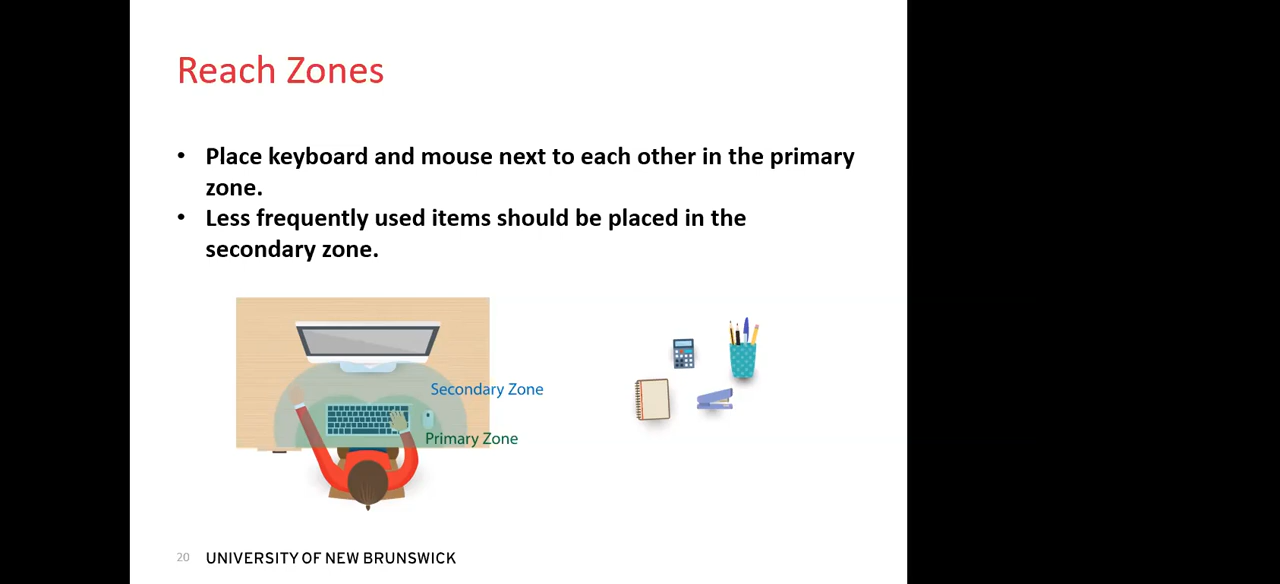 Reach Zones
• Place keyboard and mouse next to each other in the primary
zone.
• Less frequently used items should be placed in the
secondary zone.
Secondary Zone
Primary Zone
20 UNIVERSITY OF NEW BRUNSWICK